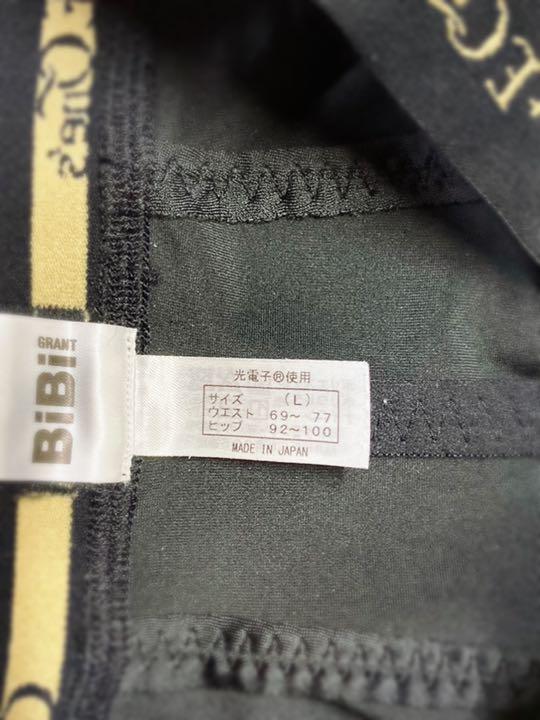 One's
GRANT
BiBi
光電子®使用
サイズ (L)
ウエスト 69～ 77
ヒップ 92～100
MADE IN JAPAN